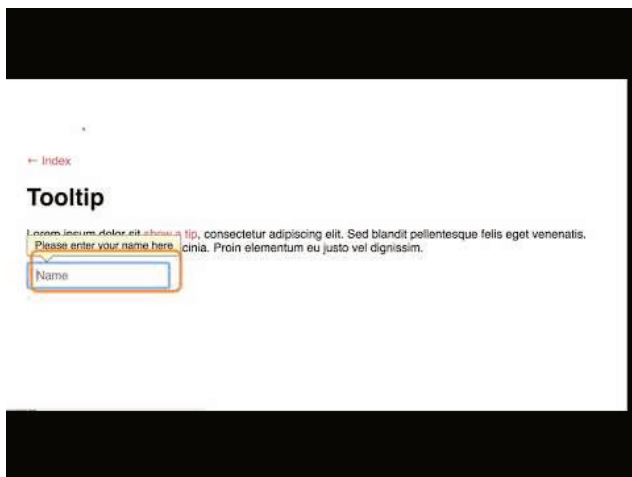 ← Index
Tooltip
Lorem ipsum dolor sit show a tip, consectetur adipiscing elit. Sed blandit pellentesque felis eget venenatis.
Please enter your name here cinia. Proin elementum eu justo vel dignissim.
Name